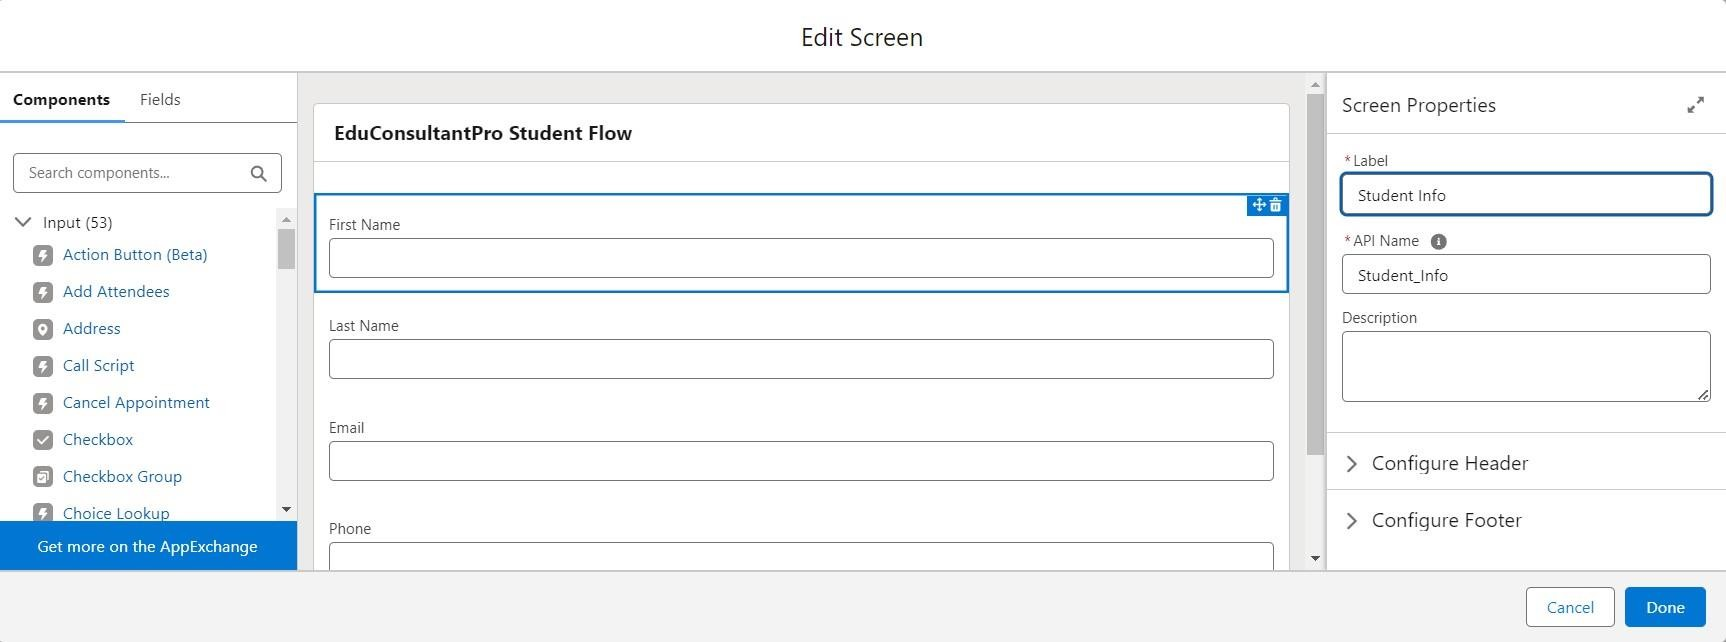 Edit Screen
Components
Fields
Search components...
Input (53)
Action Button (Beta)
Add Attendees
Address
Call Script
Cancel Appointment
Checkbox
Checkbox Group
Choice Lookup
Get more on the AppExchange
EduConsultantPro Student Flow
First Name
Last Name
Email
Phone
Screen Properties
*Label
Student Info
*API Name
Student_Info
Description
Configure Header
Configure Footer
Cancel
Done